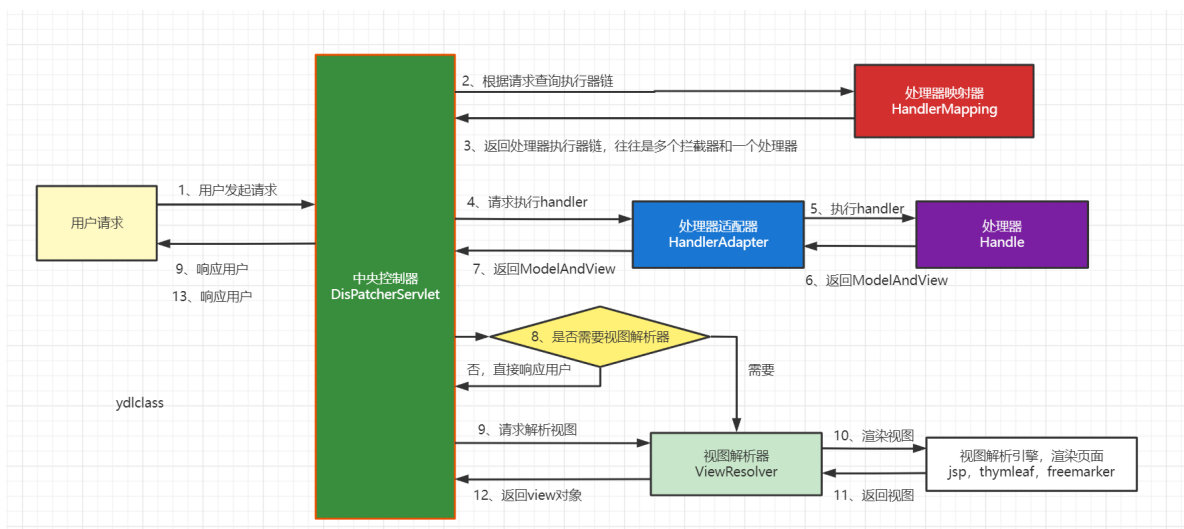 2、根据请求查询执行器链
处理器映射器
HandlerMapping
3、返回处理器执行器链，往往是多个拦截器和一个处理器
1、用户发起请求
用户请求
9、响应用户
13、响应用户
中央控制器
DisPatcherServlet
4、请求执行handler
处理器适配器
HandlerAdapter
5、执行handler
处理器
Handle
7、返回ModelAndView
6、返回ModelAndView
8、是否需要视图解析器
否，直接响应用户
需要
ydlclass
9、请求解析视图
视图解析器
ViewResolver
10、渲染视图
视图解析引擎，渲染页面
jsp，thymleaf，freemarker
12、返回view对象
11、返回视图